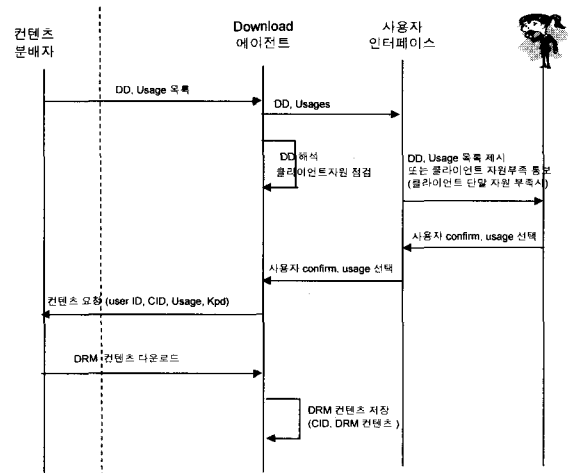 컨텐츠
분배자
Download
에이전트
사용자
인터페이스
DD, Usage 목록
DD, Usages
DD 해석
클라이언트자원 점검
DD, Usage 목록 제시
또는 클라이언트 자원부족 통보
(클라이언트 단말 자원 부족시)
사용자 confirm, usage 선택
사용자 confirm, usage 선택
컨텐츠 요청 (user ID, CID, Usage, Kpd)
DRM 컨텐츠 다운로드
DRM 컨텐츠 저장
(CID, DRM 컨텐츠 )